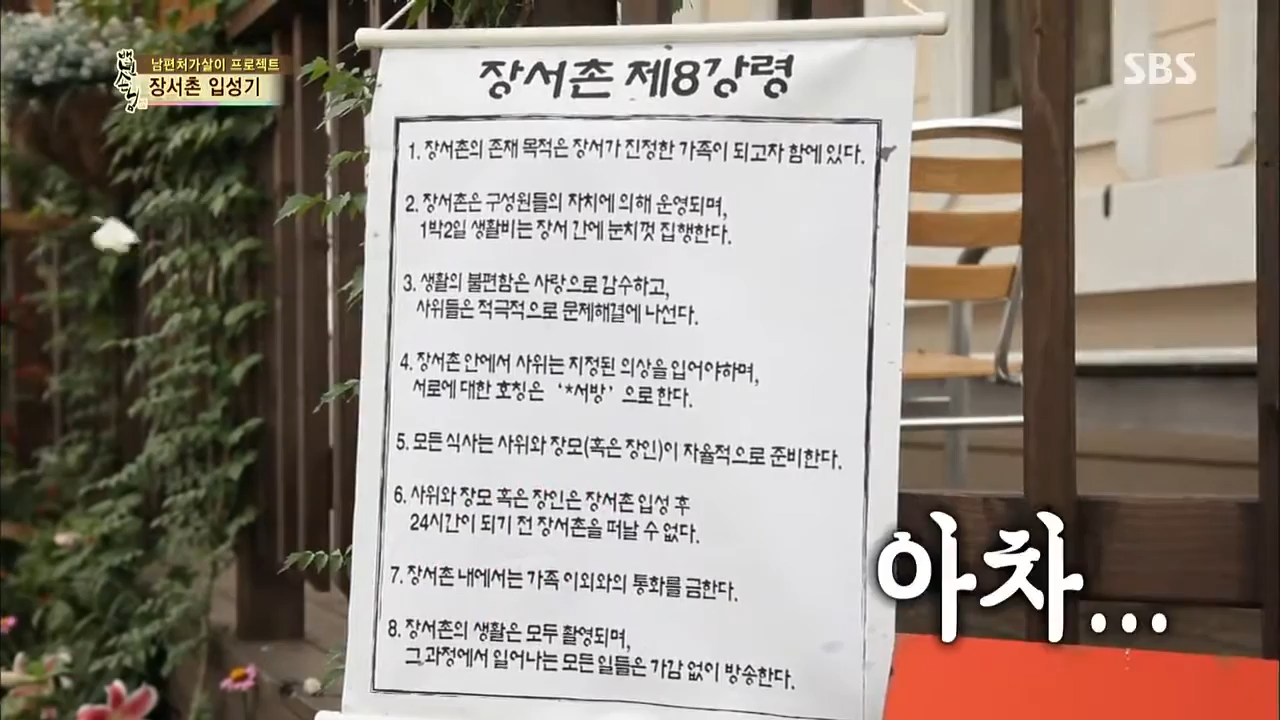 백년손님
남편처가살이 프로젝트
장서촌 입성기
SBS
장서촌 제8강령
1. 장서촌의 존재 목적은 장서가 진정한 가족이 되고자 함에 있다.
2. 장서촌은 구성원들의 자치에 의해 운영되며,
1박2일 생활비는 장서 간에 눈치껏 집행한다.
3. 생활의 불편함은 사랑으로 감수하고,
사위들은 적극적으로 문제해결에 나선다.
4. 장서촌 안에서 사위는 지정된 의상을 입어야하며,
서로에 대한 호칭은 '*서방' 으로 한다.
5. 모든 식사는 사위와 장모(혹은 장인)이 자율적으로 준비한다.
6. 사위와 장모 혹은 장인은 장서촌 입성 후
24시간이 되기 전 장서촌을 떠날 수 없다.
7. 장서촌 내에서는 가족 이외와의 통화를 금한다.
8. 장서촌의 생활은 모두 촬영되며,
그 과정에서 일어나는 모든 일들은 가감 없이 방송한다.
아차...